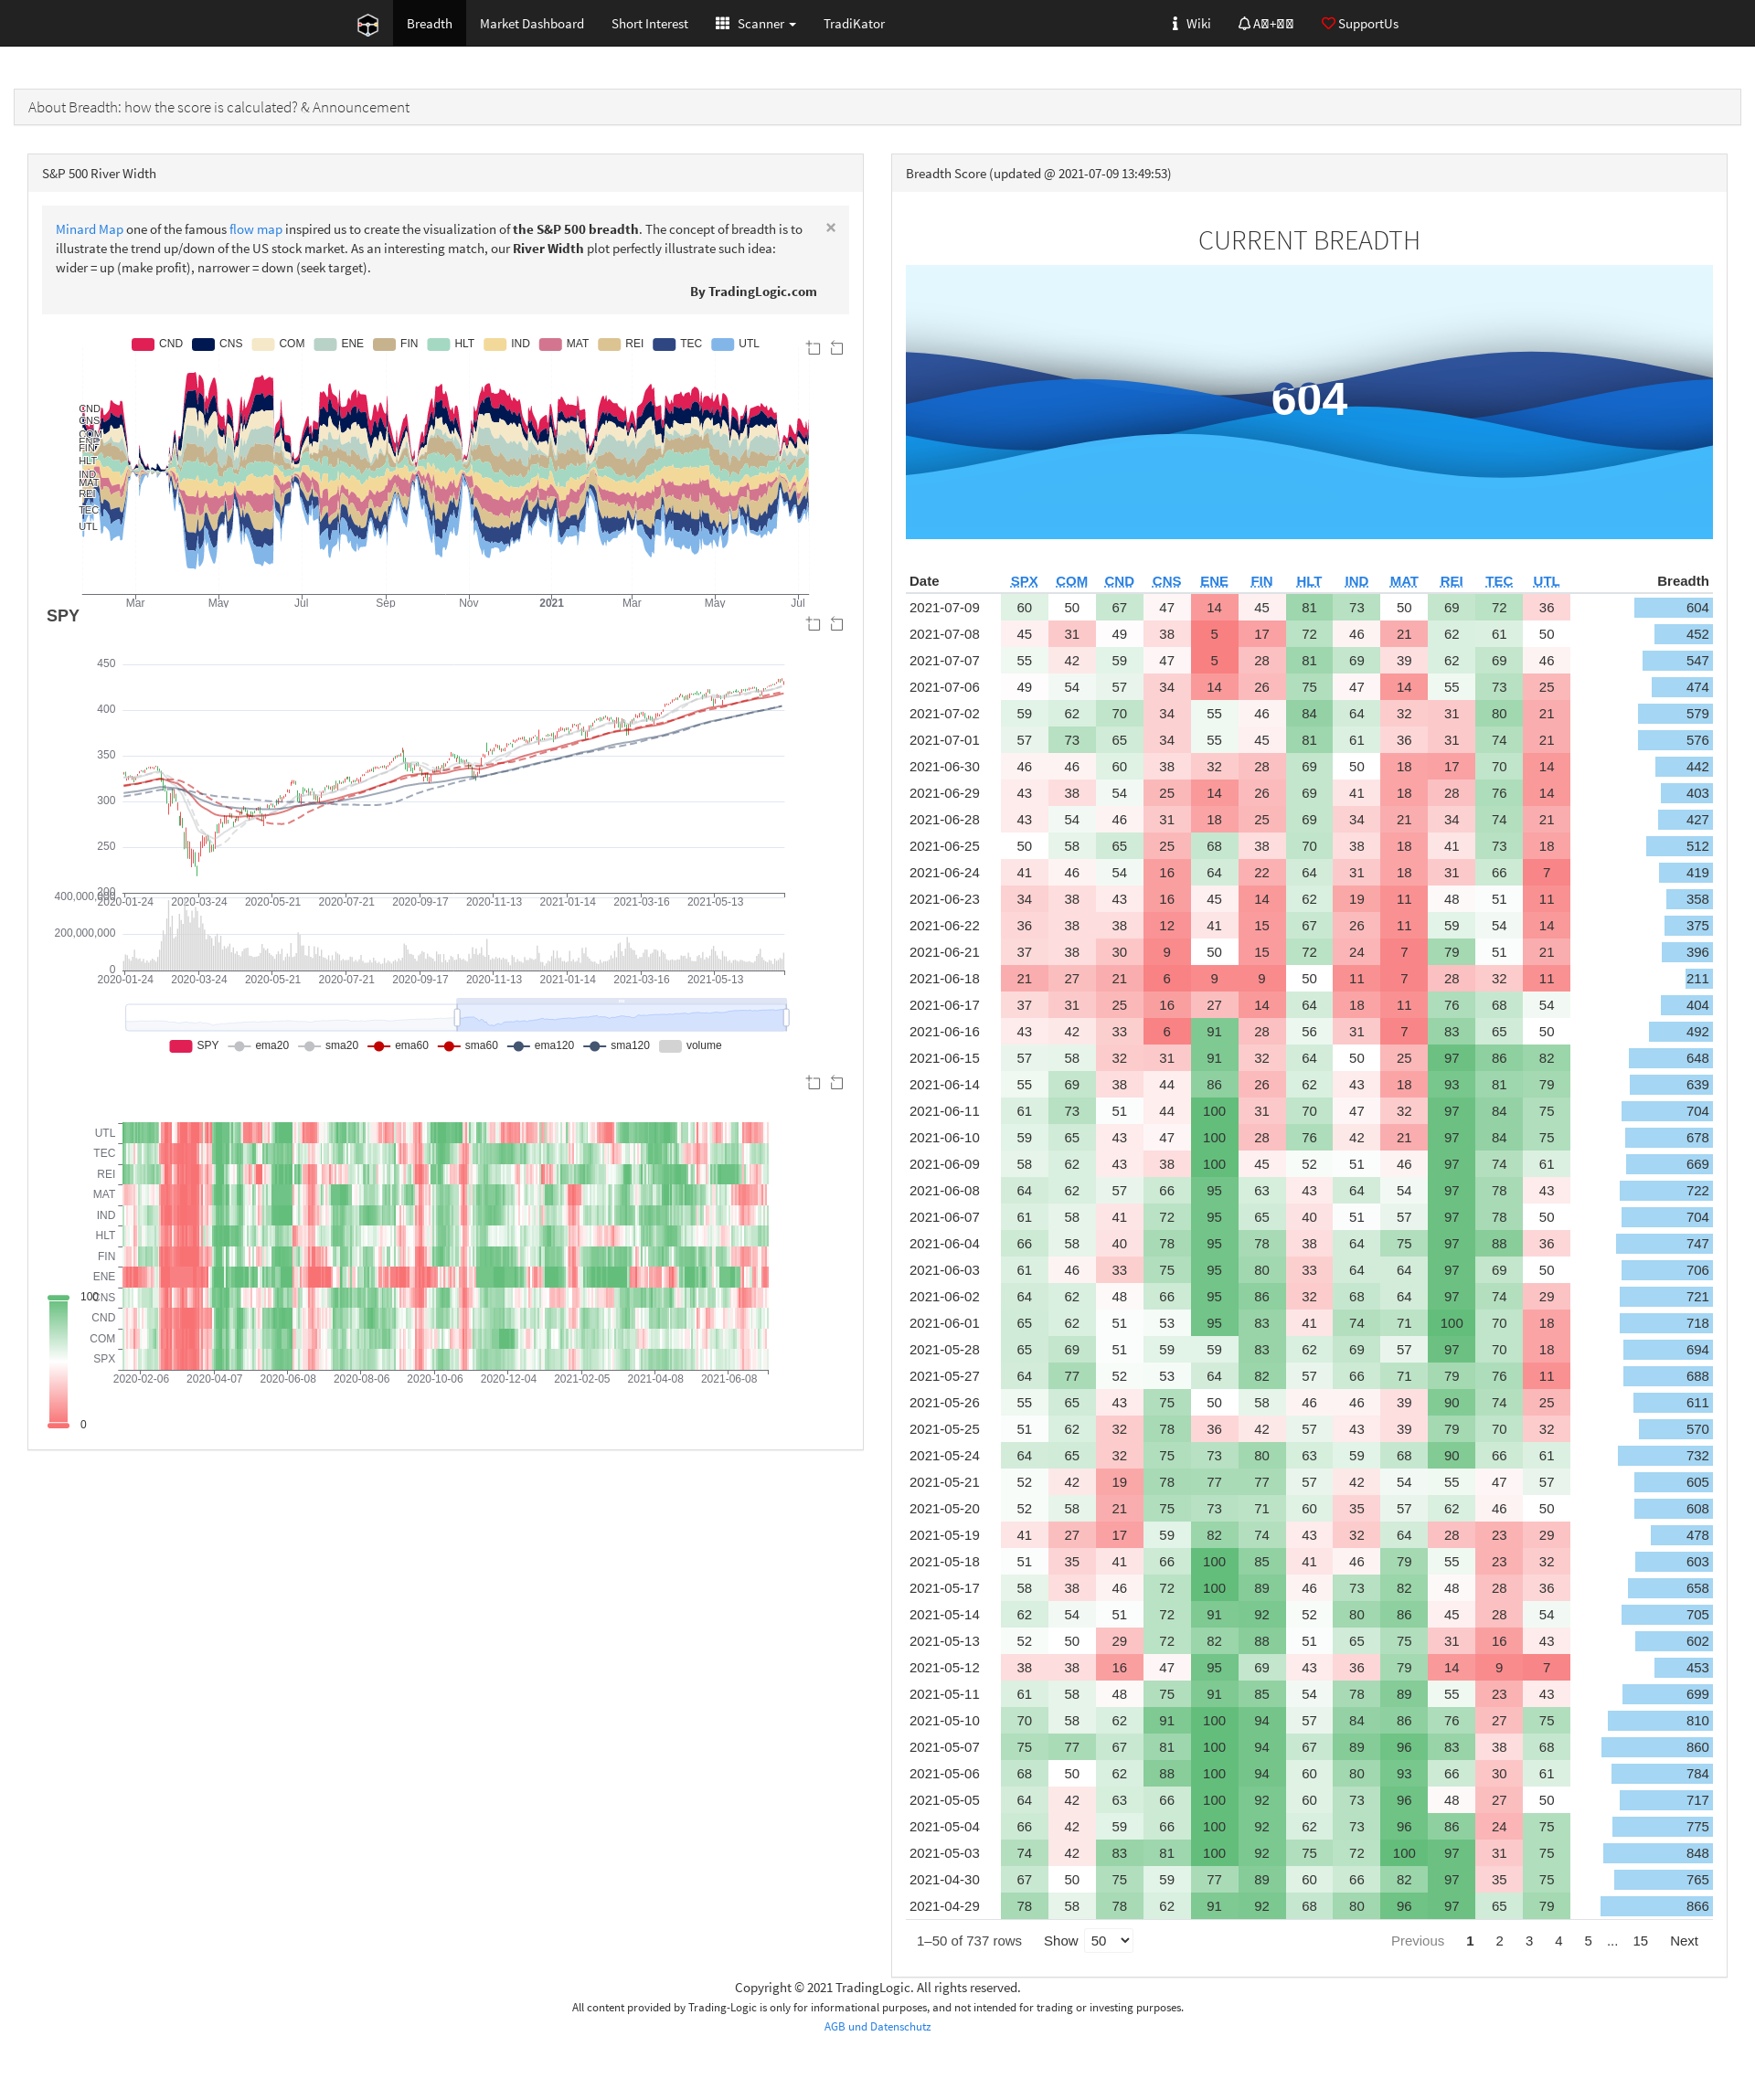 Breadth Market Dashboard Short Interest Scanner TradiKator Wiki SupportUs
About Breadth: how the score is calculated? & Announcement
S&P 500 River Width
Minard Map one of the famous flow map inspired us to create the visualization of the S&P 500 breadth. The concept of breadth is to
illustrate the trend up/down of the US stock market. As an interesting match, our River Width plot perfectly illustrate such idea:
wider = up (make profit), narrower = down (seek target).
×
By TradingLogic.com
CND CNS COM ENE FIN HLT IND MAT REI TEC UTL
CND
CNS
COM
ENE
FIN
HLT
IND
MAT
REI
TEC
UTL
Mar May Jul Sep Nov 2021 Mar May Jul
SPY
450
400
350
300
250
200
2020-01-24 2020-03-24 2020-05-21 2020-07-21 2020-09-17 2020-11-13 2021-01-14 2021-03-16 2021-05-13
400,000,000
200,000,000
0
2020-01-24 2020-03-24 2020-05-21 2020-07-21 2020-09-17 2020-11-13 2021-01-14 2021-03-16 2021-05-13
SPY ema20 sma20 ema60 sma60 ema120 sma120 volume
UTL
TEC
REI
MAT
IND
HLT
FIN
ENE
CNS
CND
COM
SPX
100
0
2020-02-06 2020-04-07 2020-06-08 2020-08-06 2020-10-06 2020-12-04 2021-02-05 2021-04-08 2021-06-08
Breadth Score (updated @ 2021-07-09 13:49:53)
CURRENT BREADTH
604
Date SPX COM CND CNS ENE FIN HLT IND MAT REI TEC UTL Breadth
2021-07-09 60 50 67 47 14 45 81 73 50 69 72 36 604
2021-07-08 45 31 49 38 5 17 72 46 21 62 61 50 452
2021-07-07 55 42 59 47 5 28 81 69 39 62 69 46 547
2021-07-06 49 54 57 34 14 26 75 47 14 55 73 25 474
2021-07-02 59 62 70 34 55 46 84 64 32 31 80 21 579
2021-07-01 57 73 65 34 55 45 81 61 36 31 74 21 576
2021-06-30 46 46 60 38 32 28 69 50 18 17 70 14 442
2021-06-29 43 38 54 25 14 26 69 41 18 28 76 14 403
2021-06-28 43 54 46 31 18 25 69 34 21 34 74 21 427
2021-06-25 50 58 65 25 68 38 70 38 18 41 73 18 512
2021-06-24 41 46 54 16 64 22 64 31 18 31 66 7 419
2021-06-23 34 38 43 16 45 14 62 19 11 48 51 11 358
2021-06-22 36 38 38 12 41 15 67 26 11 59 54 14 375
2021-06-21 37 38 30 9 50 15 72 24 7 79 51 21 396
2021-06-18 21 27 21 6 9 9 50 11 7 28 32 11 211
2021-06-17 37 31 25 16 27 14 64 18 11 76 68 54 404
2021-06-16 43 42 33 6 91 28 56 31 7 83 65 50 492
2021-06-15 57 58 32 31 91 32 64 50 25 97 86 82 648
2021-06-14 55 69 38 44 86 26 62 43 18 93 81 79 639
2021-06-11 61 73 51 44 100 31 70 47 32 97 84 75 704
2021-06-10 59 65 43 47 100 28 76 42 21 97 84 75 678
2021-06-09 58 62 43 38 100 45 52 51 46 97 74 61 669
2021-06-08 64 62 57 66 95 63 43 64 54 97 78 43 722
2021-06-07 61 58 41 72 95 65 40 51 57 97 78 50 704
2021-06-04 66 58 40 78 95 78 38 64 75 97 88 36 747
2021-06-03 61 46 33 75 95 80 33 64 64 97 69 50 706
2021-06-02 64 62 48 66 95 86 32 68 64 97 74 29 721
2021-06-01 65 62 51 53 95 83 41 74 71 100 70 18 718
2021-05-28 65 69 51 59 59 83 62 69 57 97 70 18 694
2021-05-27 64 77 52 53 64 82 57 66 71 79 76 11 688
2021-05-26 55 65 43 75 50 58 46 46 39 90 74 25 611
2021-05-25 51 62 32 78 36 42 57 43 39 79 70 32 570
2021-05-24 64 65 32 75 73 80 63 59 68 90 66 61 732
2021-05-21 52 42 19 78 77 77 57 42 54 55 47 57 605
2021-05-20 52 58 21 75 73 71 60 35 57 62 46 50 608
2021-05-19 41 27 17 59 82 74 43 32 64 28 23 29 478
2021-05-18 51 35 41 66 100 85 41 46 79 55 23 32 603
2021-05-17 58 38 46 72 100 89 46 73 82 48 28 36 658
2021-05-14 62 54 51 72 91 92 52 80 86 45 28 54 705
2021-05-13 52 50 29 72 82 88 51 65 75 31 16 43 602
2021-05-12 38 38 16 47 95 69 43 36 79 14 9 7 453
2021-05-11 61 58 48 75 91 85 54 78 89 55 23 43 699
2021-05-10 70 58 62 91 100 94 57 84 86 76 27 75 810
2021-05-07 75 77 67 81 100 94 67 89 96 83 38 68 860
2021-05-06 68 50 62 88 100 94 60 80 93 66 30 61 784
2021-05-05 64 42 63 66 100 92 60 73 96 48 27 50 717
2021-05-04 66 42 59 66 100 92 62 73 96 86 24 75 775
2021-05-03 74 42 83 81 100 92 75 72 100 97 31 75 848
2021-04-30 67 50 75 59 77 89 60 66 82 97 35 75 765
2021-04-29 78 58 78 62 91 92 68 80 96 97 65 79 866
1–50 of 737 rows Show 50 Previous 1 2 3 4 5 ... 15 Next
Copyright © 2021 TradingLogic. All rights reserved.
All content provided by Trading-Logic is only for informational purposes, and not intended for trading or investing purposes.
AGB und Datenschutz